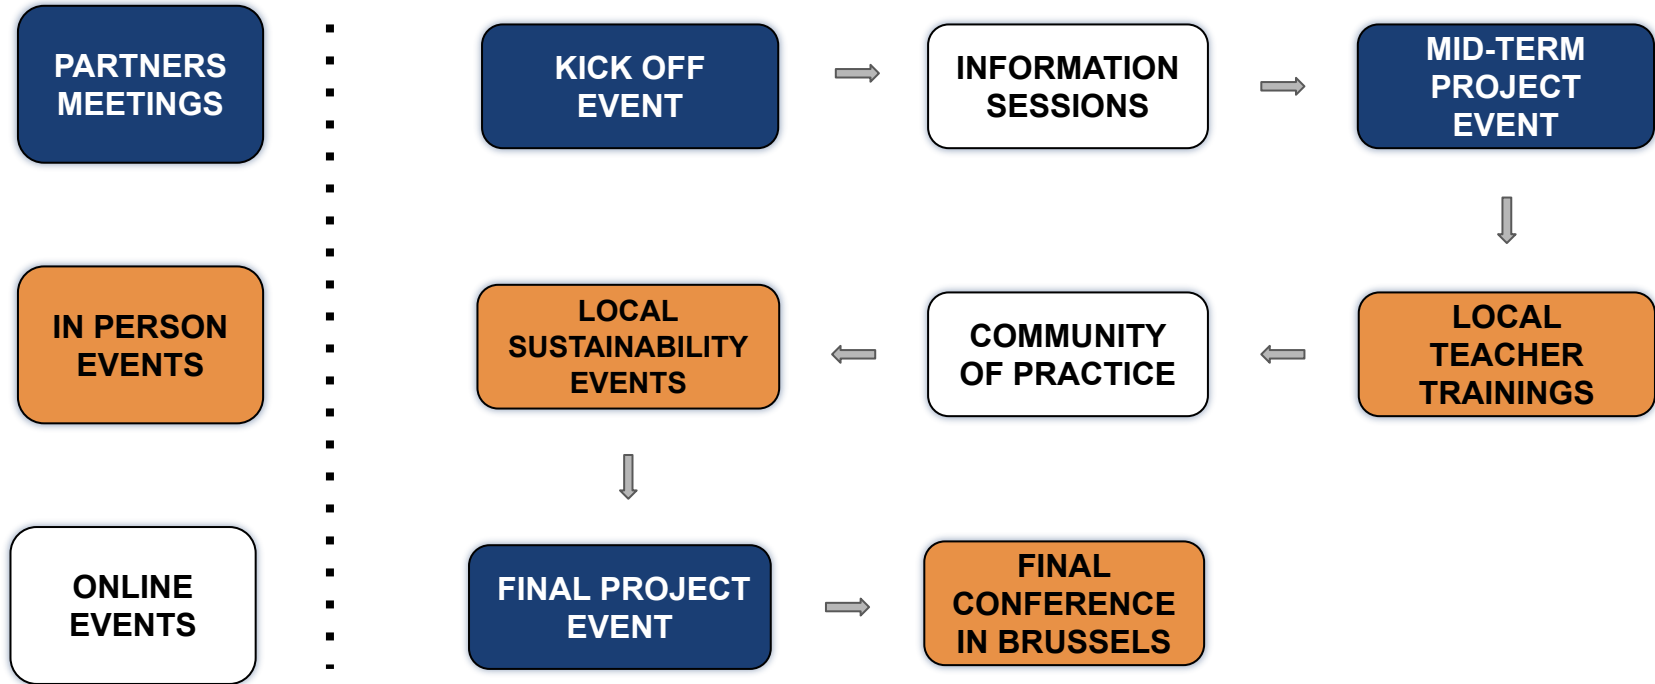 PARTNERS
MEETINGS
IN PERSON
EVENTS
ONLINE
EVENTS
KICK OFF
EVENT
INFORMATION
SESSIONS
MID-TERM
PROJECT
EVENT
LOCAL
TEACHER
TRAININGS
COMMUNITY
OF PRACTICE
LOCAL
SUSTAINABILITY
EVENTS
FINAL PROJECT
EVENT
FINAL
CONFERENCE
IN BRUSSELS